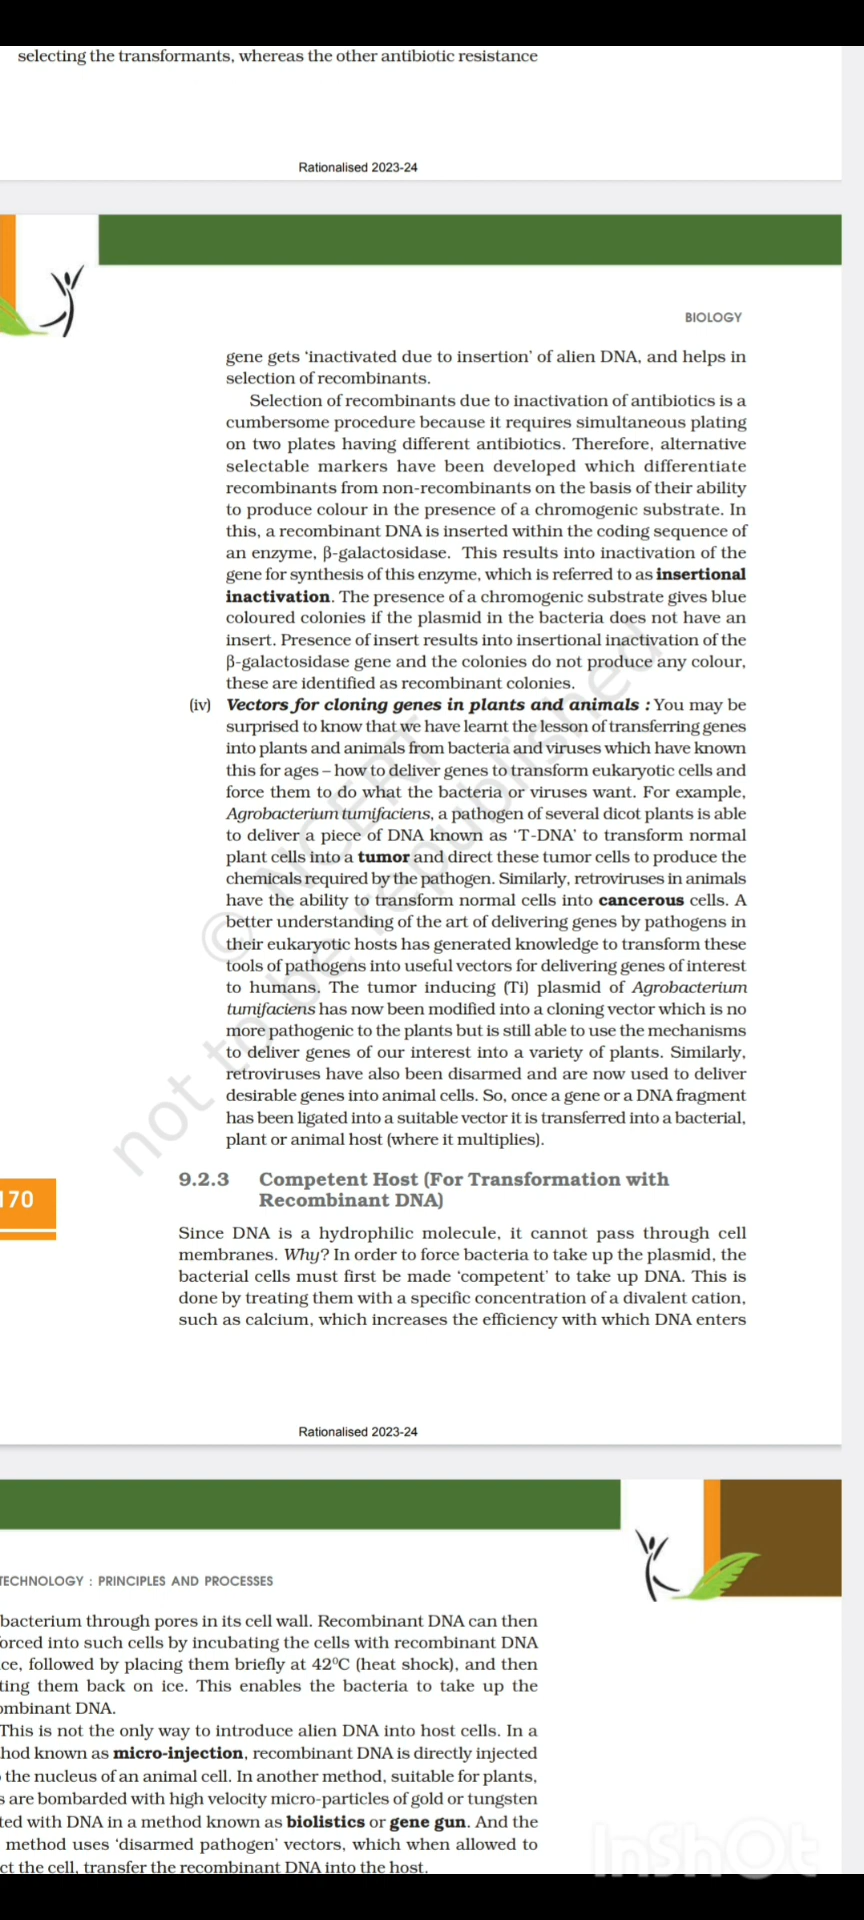 selecting the transformants, whereas the other antibiotic resistance
Rationalised 2023-24
BIOLOGY
gene gets ‘inactivated due to insertion’ of alien DNA, and helps in
selection of recombinants.
Selection of recombinants due to inactivation of antibiotics is a
cumbersome procedure because it requires simultaneous plating
on two plates having different antibiotics. Therefore, alternative
selectable markers have been developed which differentiate
recombinants from non-recombinants on the basis of their ability
to produce colour in the presence of a chromogenic substrate. In
this, a recombinant DNA is inserted within the coding sequence of
an enzyme, β-galactosidase. This results into inactivation of the
gene for synthesis of this enzyme, which is referred to as insertional
inactivation. The presence of a chromogenic substrate gives blue
coloured colonies if the plasmid in the bacteria does not have an
insert. Presence of insert results into insertional inactivation of the
β-galactosidase gene and the colonies do not produce any colour,
these are identified as recombinant colonies.
(iv) Vectors for cloning genes in plants and animals : You may be
surprised to know that we have learnt the lesson of transferring genes
into plants and animals from bacteria and viruses which have known
this for ages – how to deliver genes to transform eukaryotic cells and
force them to do what the bacteria or viruses want. For example,
Agrobacterium tumifaciens, a pathogen of several dicot plants is able
to deliver a piece of DNA known as ‘T-DNA’ to transform normal
plant cells into a tumor and direct these tumor cells to produce the
chemicals required by the pathogen. Similarly, retroviruses in animals
have the ability to transform normal cells into cancerous cells. A
better understanding of the art of delivering genes by pathogens in
their eukaryotic hosts has generated knowledge to transform these
tools of pathogens into useful vectors for delivering genes of interest
to humans. The tumor inducing (Ti) plasmid of Agrobacterium
tumifaciens has now been modified into a cloning vector which is no
more pathogenic to the plants but is still able to use the mechanisms
to deliver genes of our interest into a variety of plants. Similarly,
retroviruses have also been disarmed and are now used to deliver
desirable genes into animal cells. So, once a gene or a DNA fragment
has been ligated into a suitable vector it is transferred into a bacterial,
plant or animal host (where it multiplies).
© NCERT
not to be republished
9.2.3 Competent Host (For Transformation with
Recombinant DNA)
170
Since DNA is a hydrophilic molecule, it cannot pass through cell
membranes. Why? In order to force bacteria to take up the plasmid, the
bacterial cells must first be made ‘competent’ to take up DNA. This is
done by treating them with a specific concentration of a divalent cation,
such as calcium, which increases the efficiency with which DNA enters
Rationalised 2023-24
TECHNOLOGY : PRINCIPLES AND PROCESSES
bacterium through pores in its cell wall. Recombinant DNA can then
orced into such cells by incubating the cells with recombinant DNA
ce, followed by placing them briefly at 42⁰C (heat shock), and then
ting them back on ice. This enables the bacteria to take up the
ombinant DNA.
This is not the only way to introduce alien DNA into host cells. In a
hod known as micro-injection, recombinant DNA is directly injected
the nucleus of an animal cell. In another method, suitable for plants,
s are bombarded with high velocity micro-particles of gold or tungsten
ted with DNA in a method known as biolistics or gene gun. And the
method uses ‘disarmed pathogen’ vectors, which when allowed to
ct the cell, transfer the recombinant DNA into the host.
InShOt